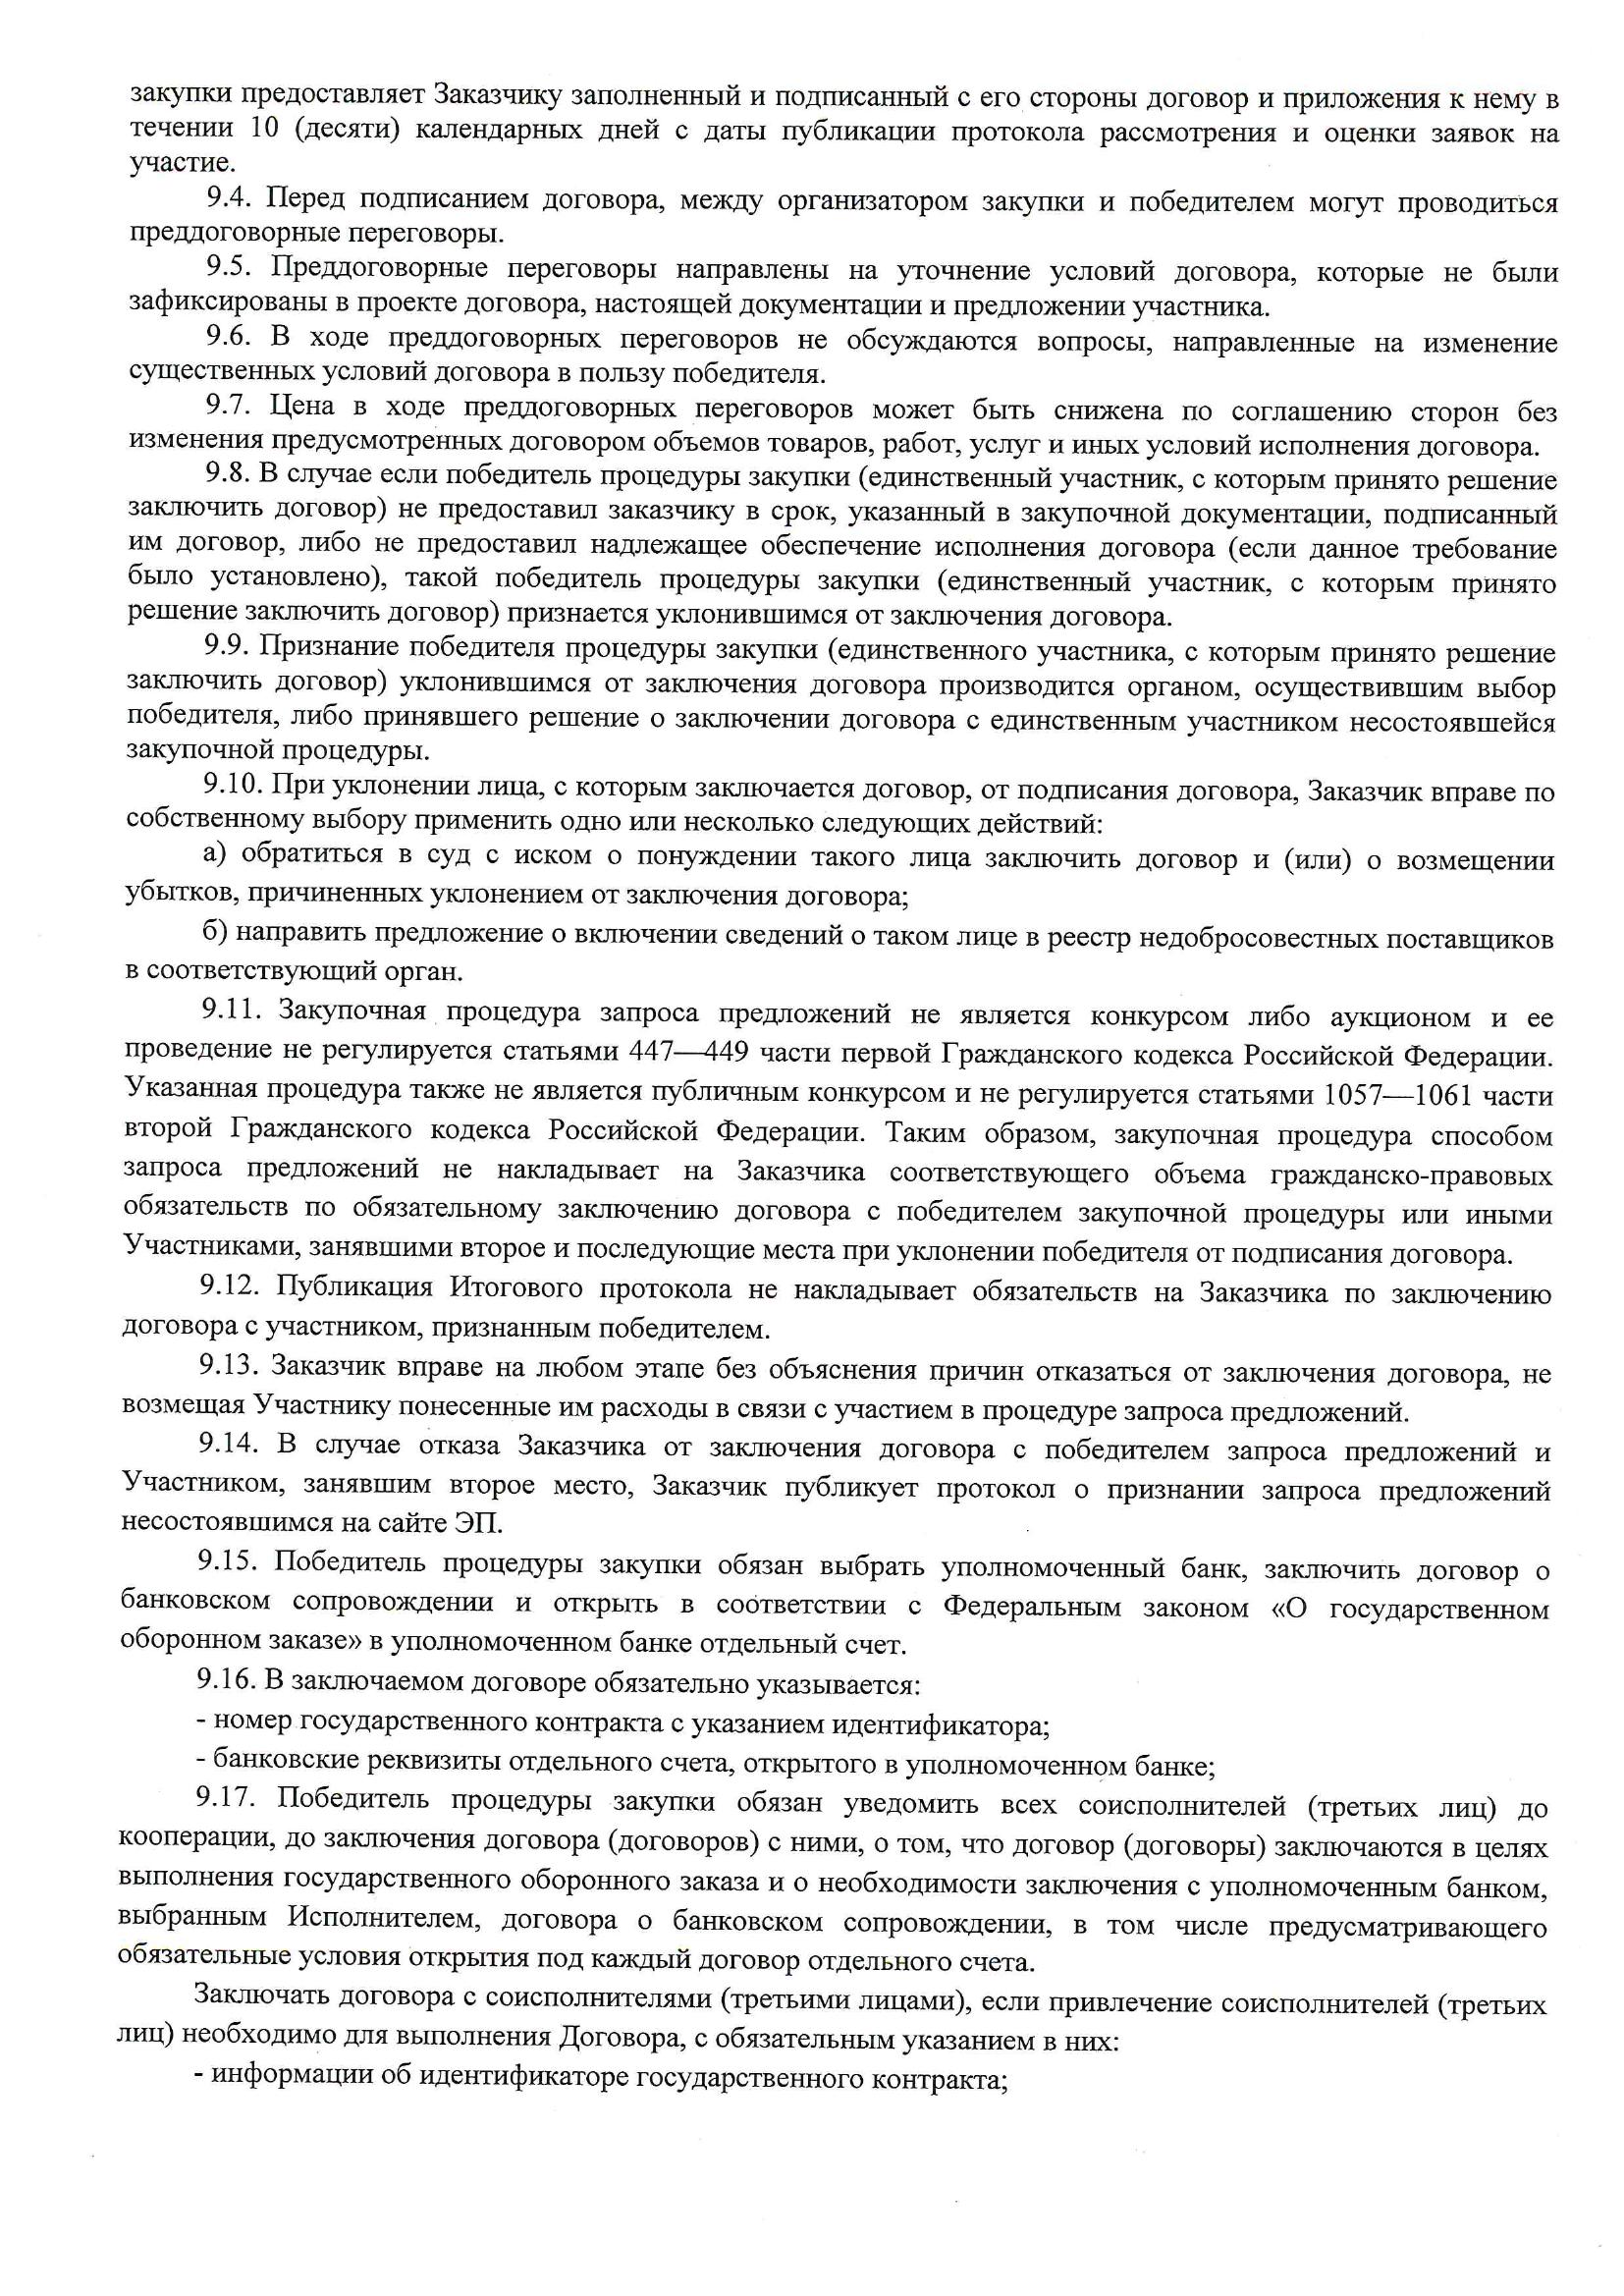 закупки предоставляет Заказчику заполненный и подписанный с его стороны договор и приложения к нему в
течении 10 (десяти) календарных дней с даты публикации протокола рассмотрения и оценки заявок на
участие.
9.4. Перед подписанием договора, между организатором закупки и победителем могут проводиться
преддоговорные переговоры.
9.5. Преддоговорные переговоры направлены на уточнение условий договора, которые не были
зафиксированы в проекте договора, настоящей документации и предложении участника.
9.6. В ходе преддоговорных переговоров не обсуждаются вопросы, направленные на изменение
существенных условий договора в пользу победителя.
9.7. Цена в ходе преддоговорных переговоров может быть снижена по соглашению сторон без
изменения предусмотренных договором объемов товаров, работ, услуг и иных условий исполнения договора.
9.8. В случае если победитель процедуры закупки (единственный участник, с которым принято решение
заключить договор) не предоставил заказчику в срок, указанный в закупочной документации, подписанный
им договор, либо не предоставил надлежащее обеспечение исполнения договора (если данное требование
было установлено), такой победитель процедуры закупки (единственный участник, с которым принято
решение заключить договор) признается уклонившимся от заключения договора.
9.9. Признание победителя процедуры закупки (единственного участника, с которым принято решение
заключить договор) уклонившимся от заключения договора производится органом, осуществившим выбор
победителя, либо принявшего решение о заключении договора с единственным участником несостоявшейся
закупочной процедуры.
9.10. При уклонении лица, с которым заключается договор, от подписания договора, Заказчик вправе по
собственному выбору применить одно или несколько следующих действий:
а) обратиться в суд с иском о понуждении такого лица заключить договор и (или) о возмещении
убытков, причиненных уклонением от заключения договора;
б) направить предложение о включении сведений о таком лице в реестр недобросовестных поставщиков
в соответствующий орган.
9.11. Закупочная процедура запроса предложений не является конкурсом либо аукционом и ее
проведение не регулируется статьями 447—449 части первой Гражданского кодекса Российской Федерации.
Указанная процедура также не является публичным конкурсом и не регулируется статьями 1057—1061 части
второй Гражданского кодекса Российской Федерации. Таким образом, закупочная процедура способом
запроса предложений не накладывает на Заказчика соответствующего объема гражданско-правовых
обязательств по обязательному заключению договора с победителем закупочной процедуры или иными
Участниками, занявшими второе и последующие места при уклонении победителя от подписания договора.
9.12. Публикация Итогового протокола не накладывает обязательств на Заказчика по заключению
договора с участником, признанным победителем.
9.13. Заказчик вправе на любом этапе без объяснения причин отказаться от заключения договора, не
возмещая Участнику понесенные им расходы в связи с участием в процедуре запроса предложений.
9.14. В случае отказа Заказчика от заключения договора с победителем запроса предложений и
Участником, занявшим второе место, Заказчик публикует протокол о признании запроса предложений
несостоявшимся на сайте ЭП.
9.15. Победитель процедуры закупки обязан выбрать уполномоченный банк, заключить договор о
банковском сопровождении и открыть в соответствии с Федеральным законом «О государственном
оборонном заказе» в уполномоченном банке отдельный счет.
9.16. В заключаемом договоре обязательно указывается:
- номер государственного контракта с указанием идентификатора;
- банковские реквизиты отдельного счета, открытого в уполномоченном банке;
9.17. Победитель процедуры закупки обязан уведомить всех соисполнителей (третьих лиц) до
кооперации, до заключения договора (договоров) с ними, о том, что договор (договоры) заключаются в целях
выполнения государственного оборонного заказа и о необходимости заключения с уполномоченным банком,
выбранным Исполнителем, договора о банковском сопровождении, в том числе предусматривающего
обязательные условия открытия под каждый договор отдельного счета.
Заключать договора с соисполнителями (третьими лицами), если привлечение соисполнителей (третьих
лиц) необходимо для выполнения Договора, с обязательным указанием в них:
- информации об идентификаторе государственного контракта;